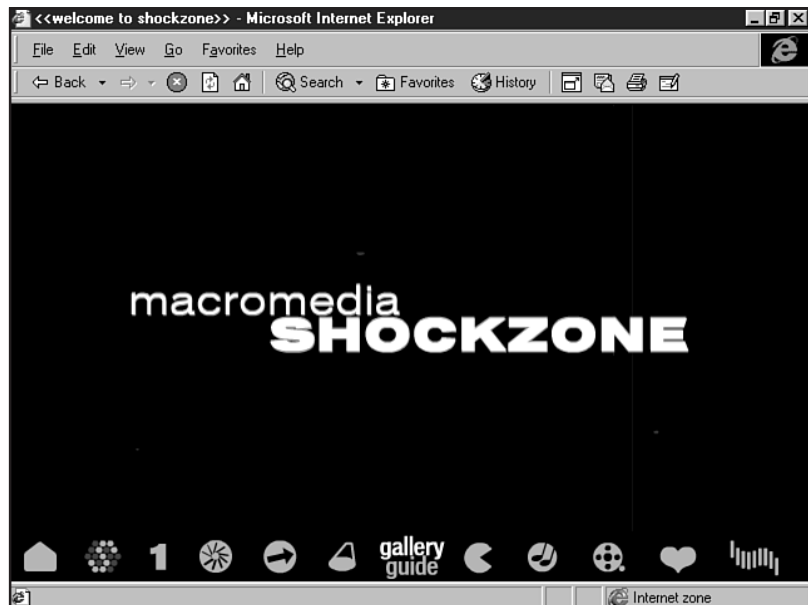 <<welcome to shockzone>> - Microsoft Internet Explorer
File Edit View Go Favorites Help
Back Search Favorites History
macromedia
SHOCKZONE
1
gallery
guide
Internet zone